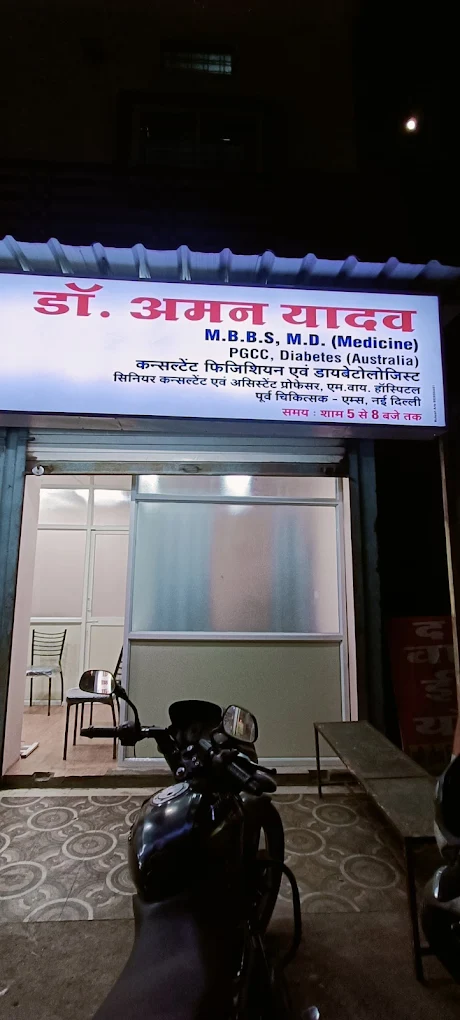 डॉ. अमन यादव
M.B.B.S, M.D. (Medicine)
PGCC, Diabetes (Australia)
कन्सल्टेंट फिजिशियन एवं डायबेटोलोजिस्ट
सिनियर कन्सल्टेंट एवं असिस्टेंट प्रोफेसर, एम.वाय. हॉस्पिटल
पूर्व चिकित्सक - एम्स, नई दिल्ली
समय : शाम 5 से 8 बजे तक
द
वा
ई
या